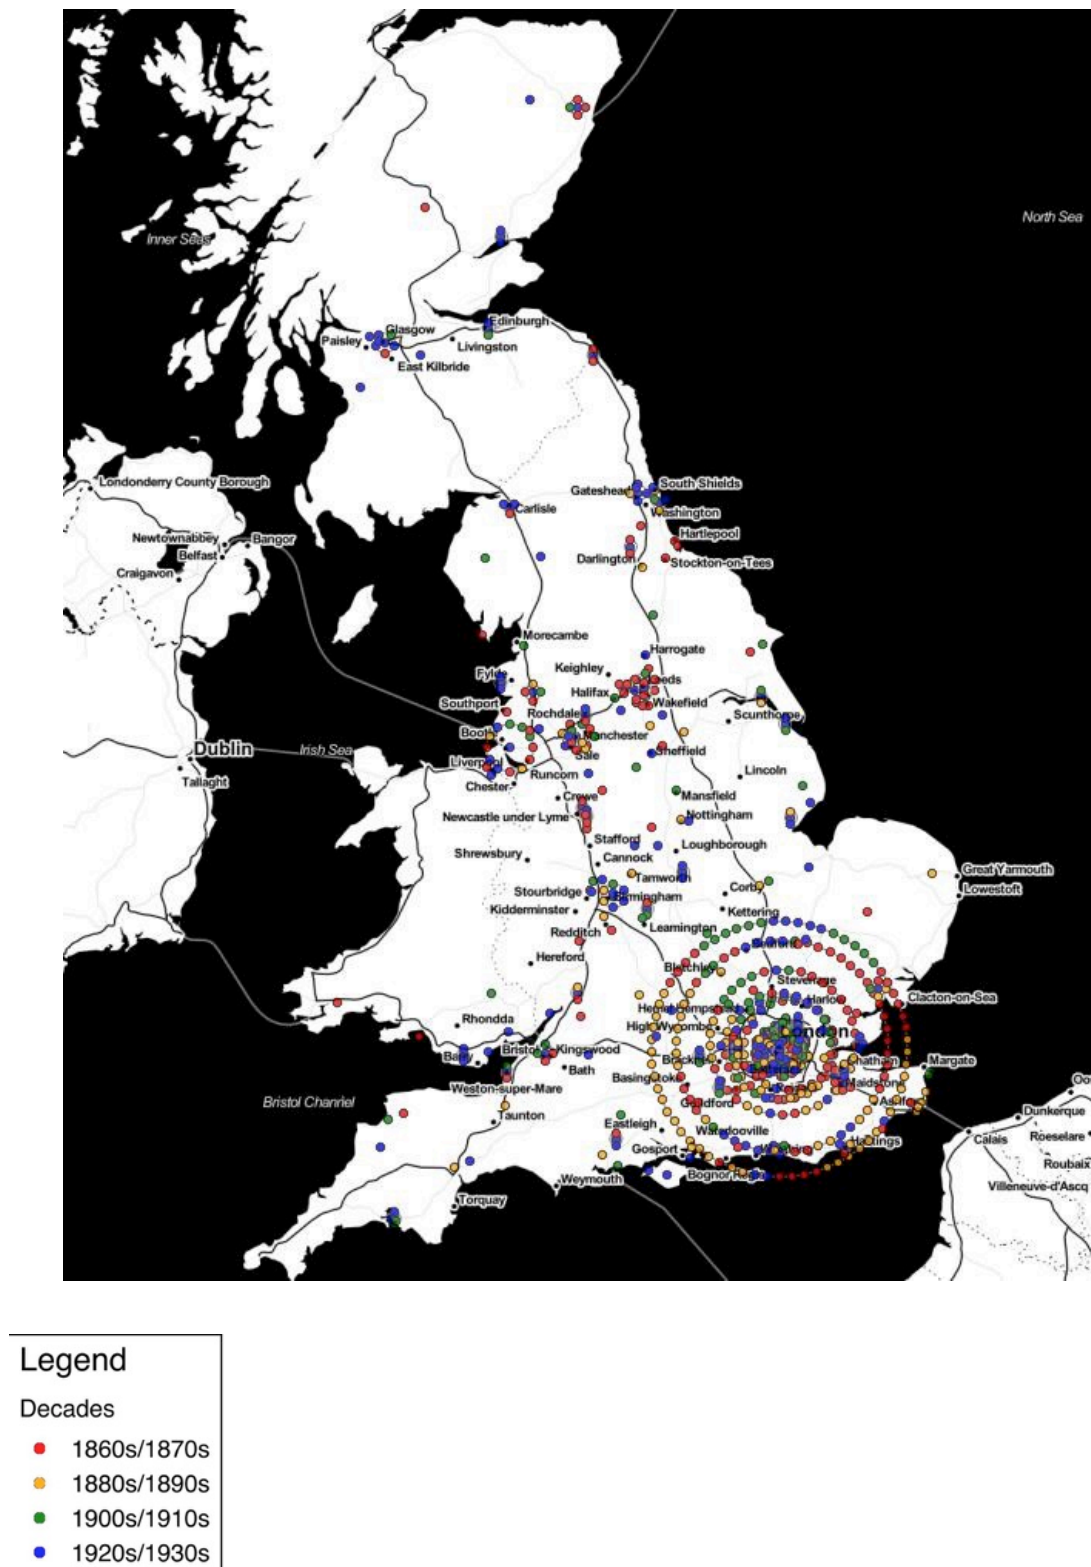 North Sea
Inner Seas
Glasgow
Edinburgh
Paisley
Livingston
East Kilbride
Londonderry County Borough
Gateshead
South Shields
Washington
Carlisle
Newtownabbey
Bangor
Belfast
Craigavon
Hartlepool
Darlington
Stockton-on-Tees
Morecambe
Harrogate
Keighley
Halifax
Southport
Wakefield
Rochdale
Scunthorpe
Manchester
Dublin
Irish Sea
Sale
Sheffield
Tallaght
Liverpool
Runcorn
Lincoln
Chester
Crewe
Mansfield
Newcastle under Lyme
Nottingham
Stafford
Loughborough
Shrewsbury
Cannock
Great Yarmouth
Tamworth
Stourbridge
Corby
Lowestoft
Birmingham
Kidderminster
Kettering
Redditch
Leamington
Hereford
Bletchley
Stevenage
Clacton-on-Sea
Harlow
Hemel Hempstead
Rhondda
High Wycombe
London
Barry
Bristol
Kingswood
Bath
Chatham
Margate
Weston-super-Mare
Basingstoke
Maidstone
Bristol Channel
Guildford
Taunton
Eastleigh
Waterlooville
Hastings
Dunkerque
Calais
Roeselare
Gosport
Roubaix
Weymouth
Villeneuve-d'Ascq
Torquay
Legend
Decades
1860s/1870s
1880s/1890s
1900s/1910s
1920s/1930s